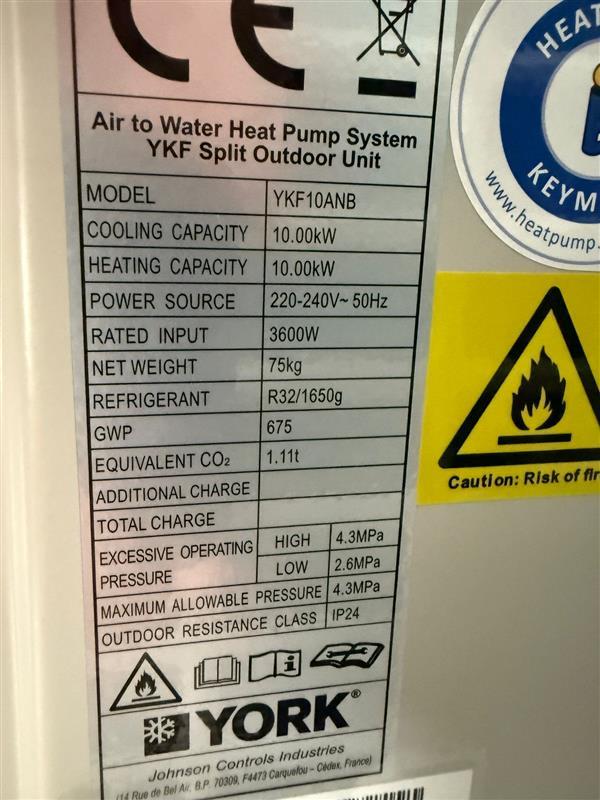 CE
Air to Water Heat Pump System
YKF Split Outdoor Unit
MODEL YKF10ANB
COOLING CAPACITY 10.00kW
HEATING CAPACITY 10.00kW
POWER SOURCE 220-240V~ 50Hz
RATED INPUT 3600W
NET WEIGHT 75kg
REFRIGERANT R32/1650g
GWP 675
EQUIVALENT CO₂ 1.11t
ADDITIONAL CHARGE
TOTAL CHARGE
EXCESSIVE OPERATING PRESSURE HIGH 4.3MPa
LOW 2.6MPa
MAXIMUM ALLOWABLE PRESSURE 4.3MPa
OUTDOOR RESISTANCE CLASS IP24
YORK®
Johnson Controls Industries
(14 Rue de Bel Air, B.P. 70309, F4473 Carquefou – Cédex, France)
HEAT
KEYM
www.heatpump.
Caution: Risk of fir